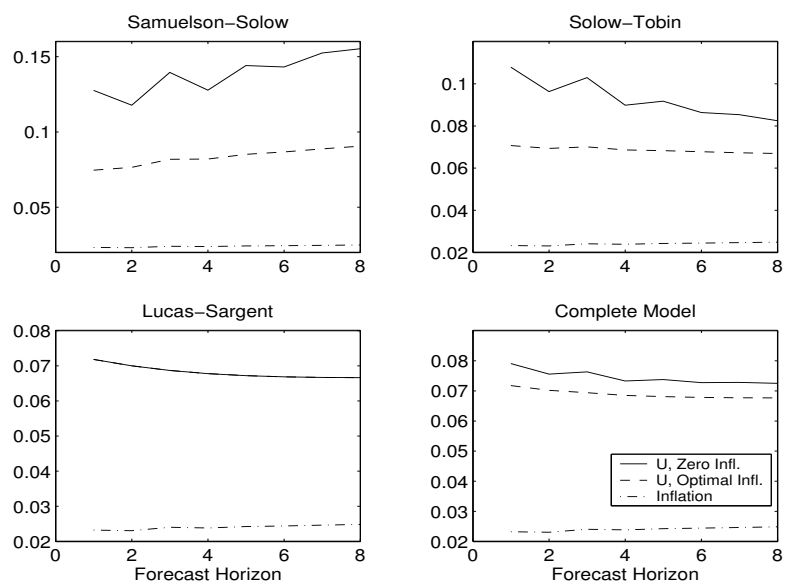 Samuelson−Solow
0.15
0.1
0.05
0 2 4 6 8
Solow−Tobin
0.1
0.08
0.06
0.04
0.02
0 2 4 6 8
Lucas−Sargent
0.08
0.07
0.06
0.05
0.04
0.03
0.02
0 2 4 6 8
Forecast Horizon
Complete Model
0.08
0.07
0.06
0.05
0.04
0.03
0.02
0 2 4 6 8
Forecast Horizon
U, Zero Infl.
U, Optimal Infl.
Inflation